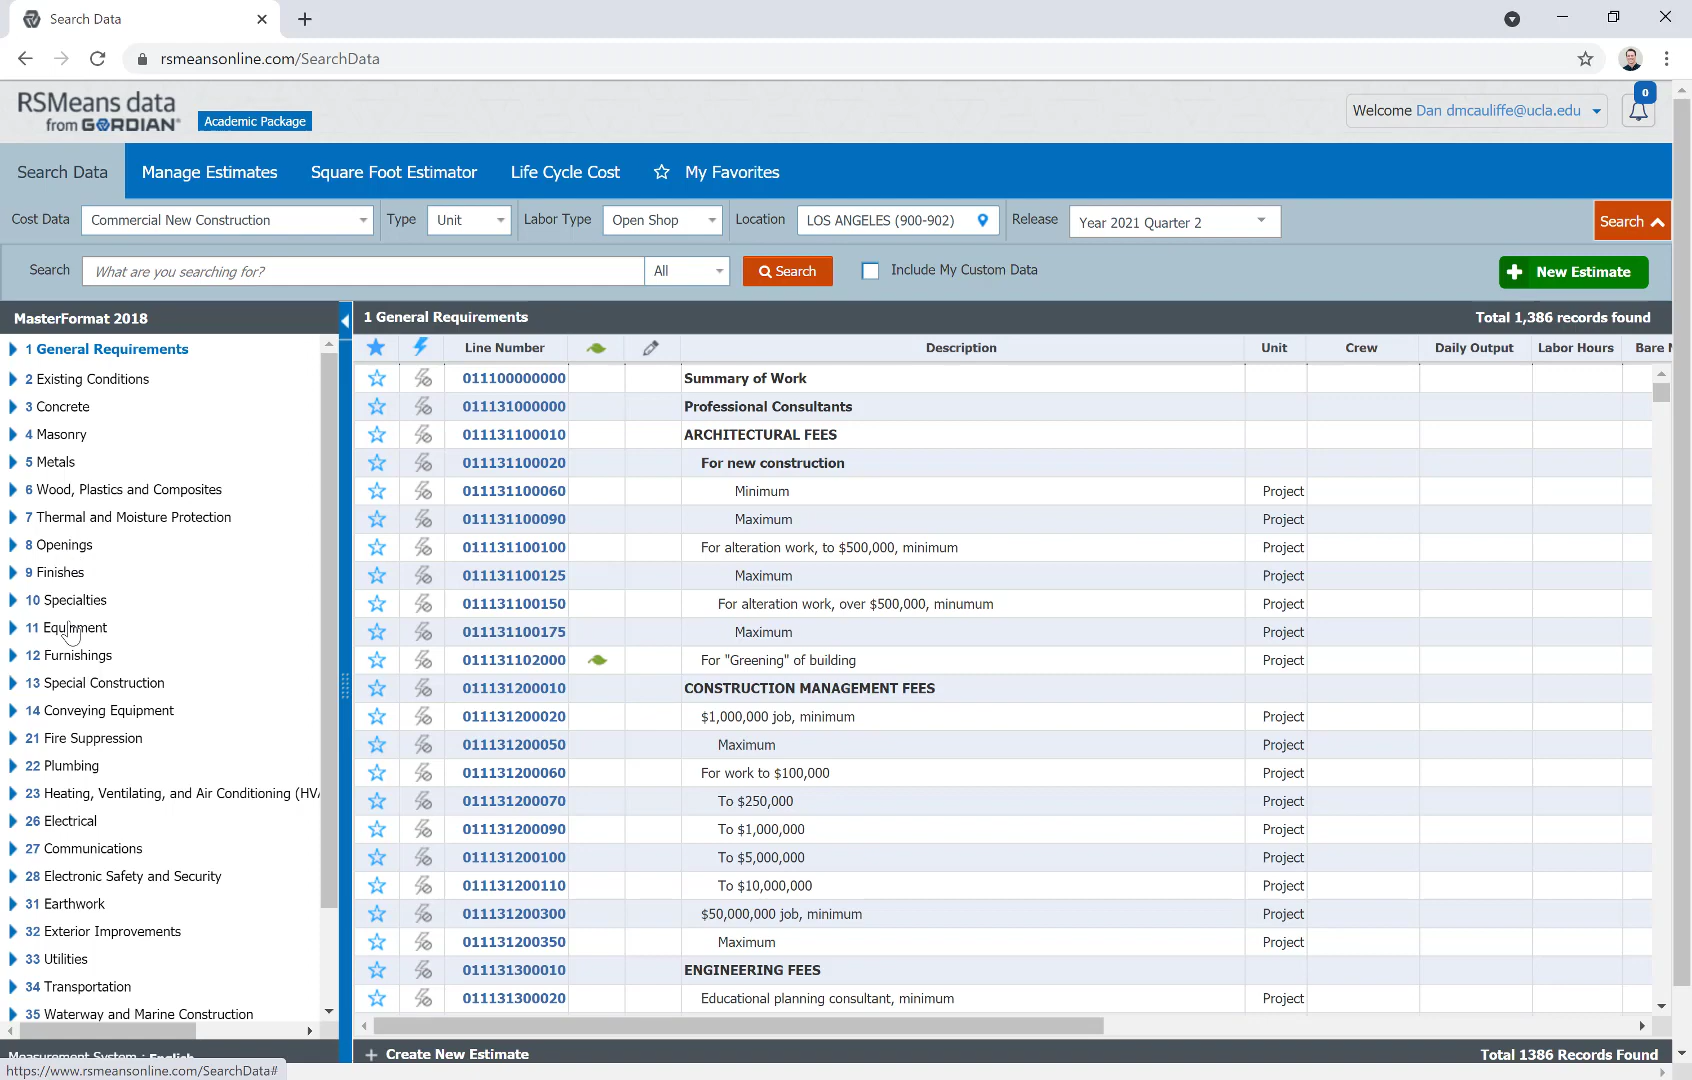 Search Data
rsmeansonline.com/SearchData
RSMeans data
from GORDIAN®
Academic Package
Welcome Dan dmcauliffe@ucla.edu
0
Search Data Manage Estimates Square Foot Estimator Life Cycle Cost My Favorites
Cost Data Commercial New Construction Type Unit Labor Type Open Shop Location LOS ANGELES (900-902) Release Year 2021 Quarter 2 Search
Search What are you searching for? All Search Include My Custom Data New Estimate
MasterFormat 2018
1 General Requirements
2 Existing Conditions
3 Concrete
4 Masonry
5 Metals
6 Wood, Plastics and Composites
7 Thermal and Moisture Protection
8 Openings
9 Finishes
10 Specialties
11 Equipment
12 Furnishings
13 Special Construction
14 Conveying Equipment
21 Fire Suppression
22 Plumbing
23 Heating, Ventilating, and Air Conditioning (HV
26 Electrical
27 Communications
28 Electronic Safety and Security
31 Earthwork
32 Exterior Improvements
33 Utilities
34 Transportation
35 Waterway and Marine Construction
Measurement System : English
https://www.rsmeansonline.com/SearchData#
1 General Requirements Total 1,386 records found
Line Number Description Unit Crew Daily Output Labor Hours Bare
011100000000 Summary of Work
011131000000 Professional Consultants
011131100010 ARCHITECTURAL FEES
011131100020 For new construction
011131100060 Minimum Project
011131100090 Maximum Project
011131100100 For alteration work, to $500,000, minimum Project
011131100125 Maximum Project
011131100150 For alteration work, over $500,000, minumum Project
011131100175 Maximum Project
011131102000 For "Greening" of building Project
011131200010 CONSTRUCTION MANAGEMENT FEES
011131200020 $1,000,000 job, minimum Project
011131200050 Maximum Project
011131200060 For work to $100,000 Project
011131200070 To $250,000 Project
011131200090 To $1,000,000 Project
011131200100 To $5,000,000 Project
011131200110 To $10,000,000 Project
011131200300 $50,000,000 job, minimum Project
011131200350 Maximum Project
011131300010 ENGINEERING FEES
011131300020 Educational planning consultant, minimum Project
Create New Estimate Total 1386 Records Found